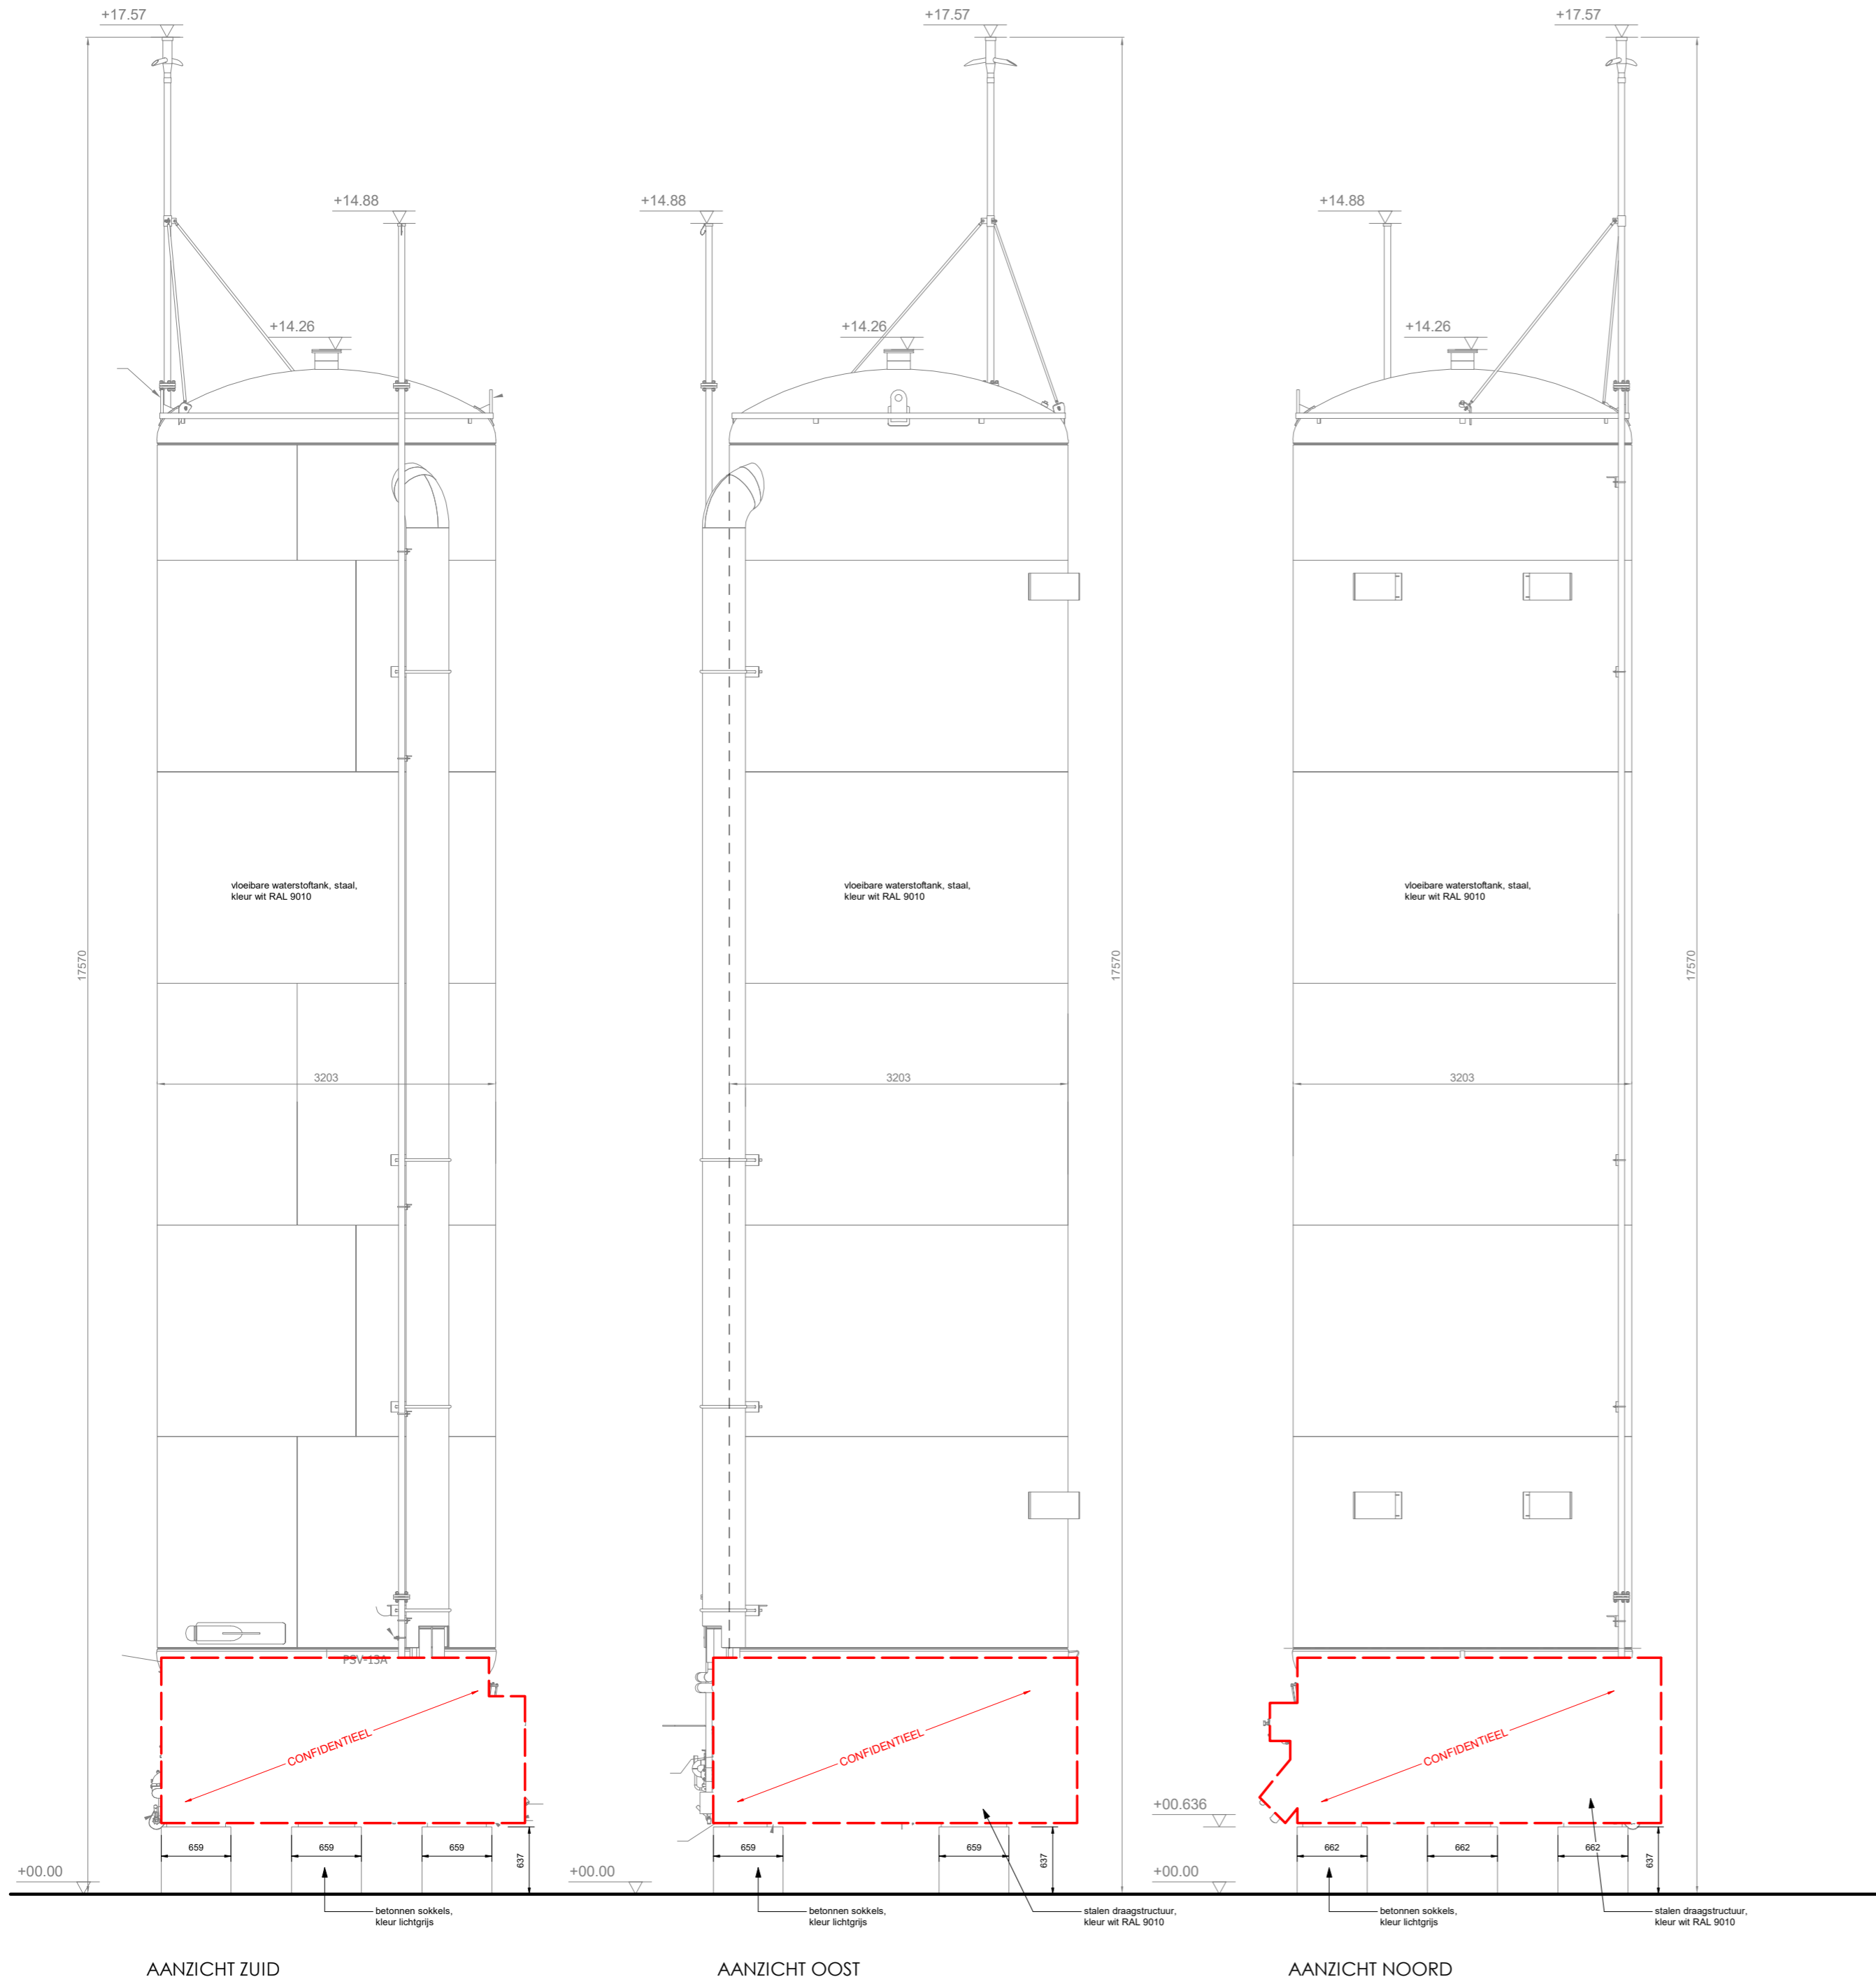 +17.57
+17.57
+17.57
+14.88
+14.88
+14.88
+14.26
+14.26
+14.26
vloeibare waterstoftank, staal,
kleur wit RAL 9010
vloeibare waterstoftank, staal,
kleur wit RAL 9010
vloeibare waterstoftank, staal,
kleur wit RAL 9010
17570
17570
17570
3203
3203
3203
PSV-13A
CONFIDENTIEEL
CONFIDENTIEEL
CONFIDENTIEEL
+00.636
659
659
659
637
659
659
637
662
662
662
637
+00.00
+00.00
+00.00
betonnen sokkels,
kleur lichtgrijs
betonnen sokkels,
kleur lichtgrijs
stalen draagstructuur,
kleur wit RAL 9010
betonnen sokkels,
kleur lichtgrijs
stalen draagstructuur,
kleur wit RAL 9010
AANZICHT ZUID
AANZICHT OOST
AANZICHT NOORD